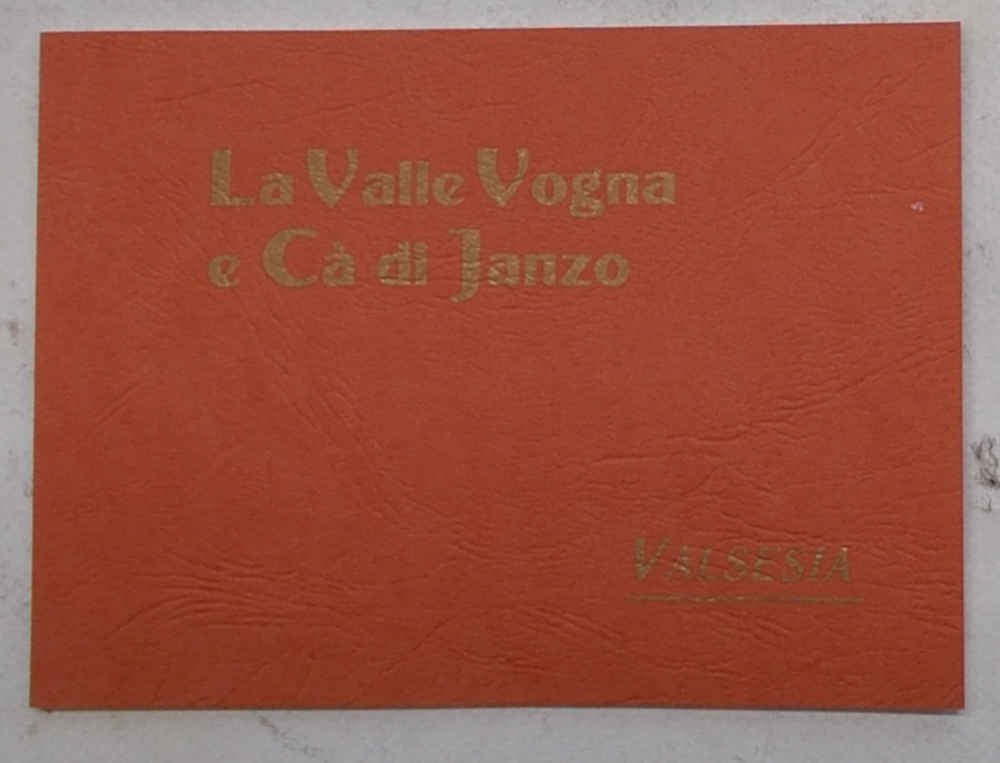 La Valle Vogna
e Cà di Janzo
VALSESIA